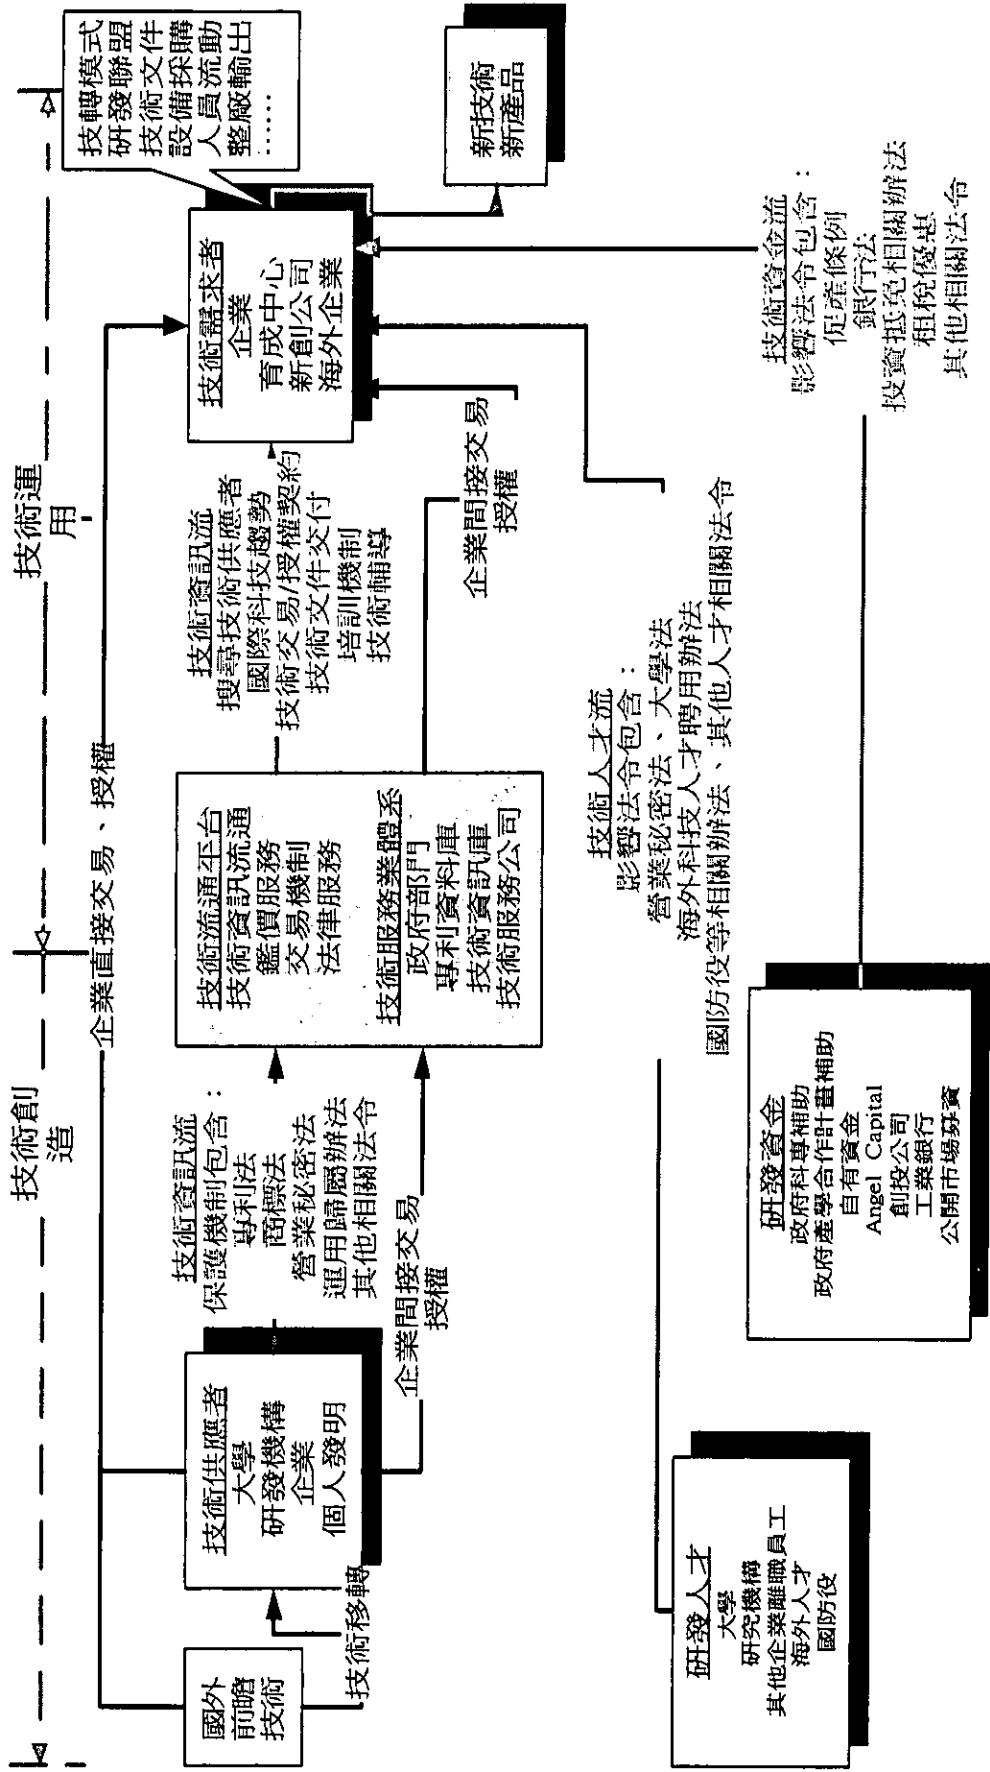 技術創
造
技術運
用
企業直接交易、授權
國外
前瞻
技術
技術移轉
技術供應者
大學
研發機構
企業
個人發明
技術資訊流
保護機制包含：
專利法
商標法
營業秘密法
運用歸屬辦法
其他相關法令
企業間接交易
授權
技術流通平台
技術資訊流通
鑑價服務
交易機制
法律服務
技術服務業體系
政府部門
專利資料庫
技術資訊庫
技術服務公司
技術資訊流
搜尋技術供應者
國際科技趨勢
技術交易/授權契約
技術文件交付
培訓機制
技術輔導
企業間接交易
授權
技術需求者
企業
育成中心
新創公司
海外企業
技轉模式
研發聯盟
技術文件
設備採購
人員流動
整廠輸出
……
新技術
新產品
研發人才
大學
研究機構
其他企業離職員工
海外人才
國防役
技術人才流
影響法令包含：
營業秘密法、大學法
海外科技人才聘用辦法
國防役等相關辦法、其他人才相關法令
研發資金
政府科專補助
政府產學合作計畫補助
自有資金
Angel Capital
創投公司
工業銀行
公開市場募資
技術資金流
影響法令包含：
促產條例
銀行法
投資抵免相關辦法
租稅優惠
其他相關法令